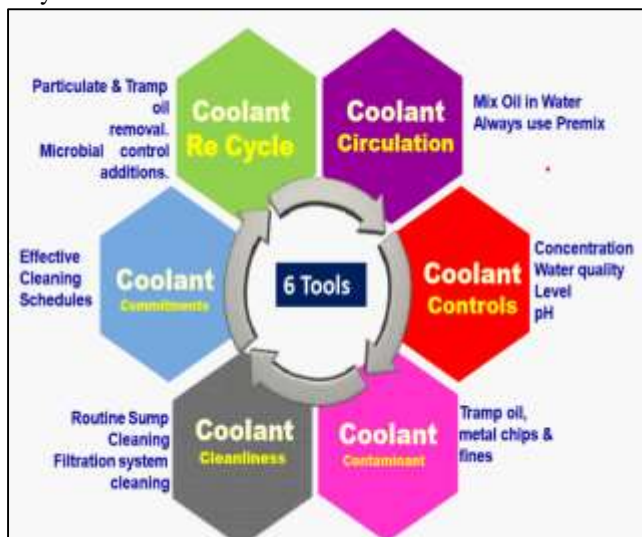 Particulate & Tramp
oil
removal.
Microbial control
additions.
Coolant
Re Cycle
Coolant
Circulation
Mix Oil in Water
Always use Premix
Effective
Cleaning
Schedules
Coolant
Commitments
6 Tools
Coolant
Controls
Concentration
Water quality
Level
pH
Routine Sump
Cleaning
Filtration system
cleaning
Coolant
Cleanliness
Coolant
Contaminant
Tramp oil,
metal chips &
fines